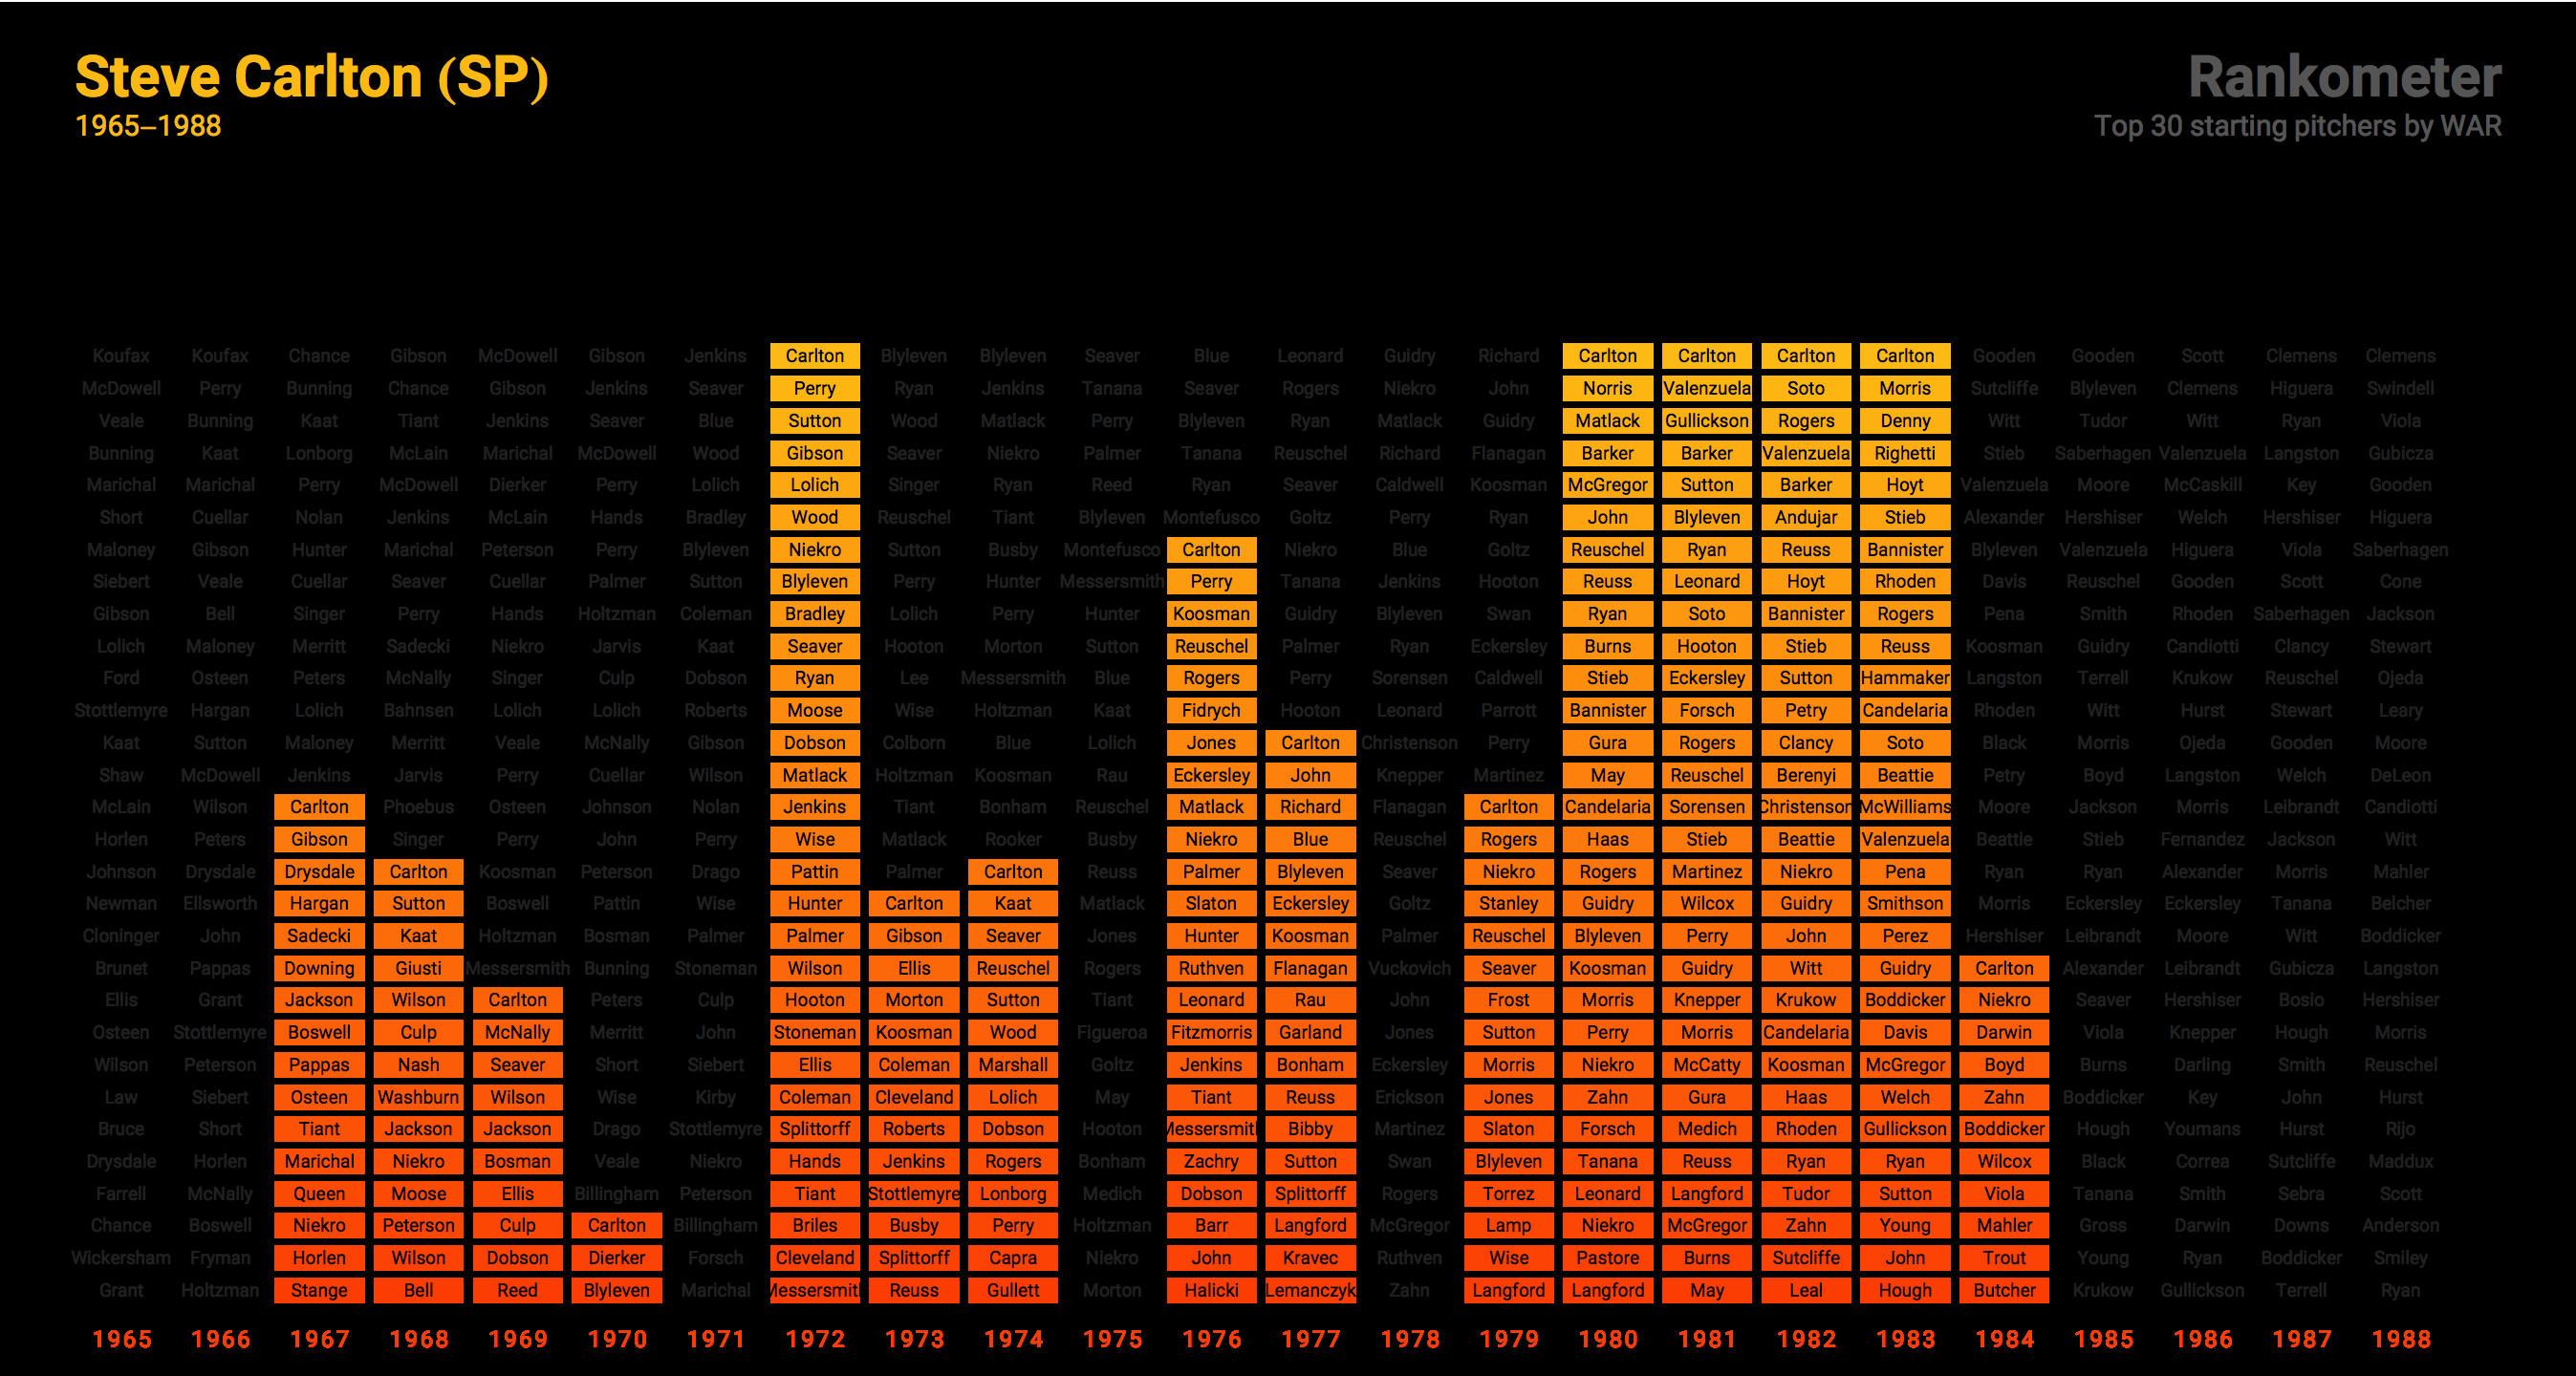 Steve Carlton (SP)
1965–1988
Rankometer
Top 30 starting pitchers by WAR
Koufax Koufax Chance Gibson McDowell Gibson Jenkins Carlton Blyleven Blyleven Seaver Blue Leonard Guidry Richard Carlton Carlton Carlton Carlton Gooden Gooden Scott Clemens Clemens
McDowell Perry Bunning Chance Gibson Jenkins Seaver Perry Ryan Jenkins Tanana Seaver Rogers Niekro John Norris Valenzuela Soto Morris Sutcliffe Blyleven Clemens Higuera Swindell
Veale Bunning Kaat Tiant Jenkins Seaver Blue Sutton Wood Matlack Perry Blyleven Ryan Matlack Guidry Matlack Gullickson Rogers Denny Witt Tudor Witt Ryan Viola
Bunning Kaat Lonborg McLain Marichal McDowell Wood Gibson Seaver Niekro Palmer Tanana Reuschel Richard Flanagan Barker Barker Valenzuela Righetti Stieb Saberhagen Valenzuela Langston Gubicza
Marichal Marichal Perry McDowell Dierker Perry Lolich Lolich Singer Ryan Reed Ryan Seaver Caldwell Koosman McGregor Sutton Barker Hoyt Valenzuela Moore McCaskill Key Gooden
Short Cuellar Nolan Jenkins McLain Hands Bradley Wood Reuschel Tiant Blyleven Montefusco Goltz Perry Ryan John Blyleven Andujar Stieb Alexander Hershiser Welch Hershiser Higuera
Maloney Gibson Hunter Marichal Peterson Perry Blyleven Niekro Sutton Busby Montefusco Carlton Niekro Blue Goltz Reuschel Ryan Reuss Bannister Blyleven Valenzuela Higuera Viola Saberhagen
Siebert Veale Cuellar Seaver Cuellar Palmer Sutton Blyleven Perry Hunter Messersmith Perry Tanana Jenkins Hooton Reuss Leonard Hoyt Rhoden Davis Reuschel Gooden Scott Cone
Gibson Bell Singer Perry Hands Holtzman Coleman Bradley Lolich Perry Hunter Koosman Guidry Blyleven Swan Ryan Soto Bannister Rogers Pena Smith Rhoden Saberhagen Jackson
Lolich Maloney Merritt Sadecki Niekro Jarvis Kaat Seaver Hooton Morton Sutton Reuschel Palmer Ryan Eckersley Burns Hooton Stieb Reuss Koosman Guidry Candiotti Clancy Stewart
Ford Osteen Peters McNally Singer Culp Dobson Ryan Lee Messersmith Blue Rogers Perry Sorensen Caldwell Stieb Eckersley Sutton Hammaker Langston Terrell Krukow Reuschel Ojeda
Stottlemyre Hargan Lolich Bahnsen Lolich Lolich Roberts Moose Wise Holtzman Kaat Fidrych Hooton Leonard Parrott Bannister Forsch Petry Candelaria Rhoden Witt Hurst Stewart Leary
Kaat Sutton Maloney Merritt Veale McNally Gibson Dobson Colborn Blue Lolich Jones Carlton Christenson Perry Gura Rogers Clancy Soto Black Morris Ojeda Gooden Moore
Shaw McDowell Jenkins Jarvis Perry Cuellar Wilson Matlack Holtzman Koosman Rau Eckersley John Knepper Martinez May Reuschel Berenyi Beattie Petry Boyd Langston Welch DeLeon
McLain Wilson Carlton Phoebus Osteen Johnson Nolan Jenkins Tiant Bonham Reuschel Matlack Richard Flanagan Carlton Candelaria Sorensen Christenson McWilliams Moore Jackson Morris Leibrandt Candiotti
Horlen Peters Gibson Singer Perry John Perry Wise Matlack Rooker Busby Niekro Blue Reuschel Rogers Haas Stieb Beattie Valenzuela Beattie Stieb Fernandez Jackson Witt
Johnson Drysdale Drysdale Carlton Koosman Peterson Drago Pattin Palmer Carlton Reuss Palmer Blyleven Seaver Niekro Rogers Martinez Niekro Pena Ryan Ryan Alexander Morris Mahler
Newman Ellsworth Hargan Sutton Boswell Pattin Wise Hunter Carlton Kaat Matlack Slaton Eckersley Goltz Stanley Guidry Wilcox Guidry Smithson Morris Eckersley Eckersley Tanana Belcher
Cloninger John Sadecki Kaat Holtzman Bosman Palmer Palmer Gibson Seaver Jones Hunter Koosman Palmer Reuschel Blyleven Perry John Perez Hershiser Leibrandt Moore Witt Boddicker
Brunet Pappas Downing Giusti Messersmith Bunning Stoneman Wilson Ellis Reuschel Rogers Ruthven Flanagan Vuckovich Seaver Koosman Guidry Witt Guidry Carlton Alexander Leibrandt Gubicza Langston
Ellis Grant Jackson Wilson Carlton Peters Culp Hooton Morton Sutton Tiant Leonard Rau John Frost Morris Knepper Krukow Boddicker Niekro Seaver Hershiser Bosio Hershiser
Osteen Stottlemyre Boswell Culp McNally Merritt John Stoneman Koosman Wood Figueroa Fitzmorris Garland Jones Sutton Perry Morris Candelaria Davis Darwin Viola Knepper Hough Morris
Wilson Peterson Pappas Nash Seaver Short Siebert Ellis Coleman Marshall Goltz Jenkins Bonham Eckersley Morris Niekro McCatty Koosman McGregor Boyd Burns Darling Smith Reuschel
Law Siebert Osteen Washburn Wilson Wise Kirby Coleman Cleveland Lolich May Tiant Reuss Erickson Jones Zahn Gura Haas Welch Zahn Boddicker Key John Hurst
Bruce Short Tiant Jackson Jackson Drago Stottlemyre Splittorff Roberts Dobson Hooton Messersmith Bibby Martinez Slaton Forsch Medich Rhoden Gullickson Boddicker Hough Youmans Hurst Rijo
Drysdale Horlen Marichal Niekro Bosman Veale Niekro Hands Jenkins Rogers Bonham Zachry Sutton Swan Blyleven Tanana Reuss Ryan Ryan Wilcox Black Correa Sutcliffe Maddux
Farrell McNally Queen Moose Ellis Billingham Peterson Tiant Stottlemyre Lonborg Medich Dobson Splittorff Rogers Torrez Leonard Langford Tudor Sutton Viola Tanana Smith Sebra Scott
Chance Boswell Niekro Peterson Culp Carlton Billingham Briles Busby Perry Holtzman Barr Langford McGregor Lamp Niekro McGregor Zahn Young Mahler Gross Darwin Downs Anderson
Wickersham Fryman Horlen Wilson Dobson Dierker Forsch Cleveland Splittorff Capra Niekro John Kravec Ruthven Wise Pastore Burns Sutcliffe John Trout Young Ryan Boddicker Smiley
Grant Holtzman Stange Bell Reed Blyleven Marichal Messersmith Reuss Gullett Morton Halicki Lemanczyk Zahn Langford Langford May Leal Hough Butcher Krukow Gullickson Terrell Ryan
1965 1966 1967 1968 1969 1970 1971 1972 1973 1974 1975 1976 1977 1978 1979 1980 1981 1982 1983 1984 1985 1986 1987 1988